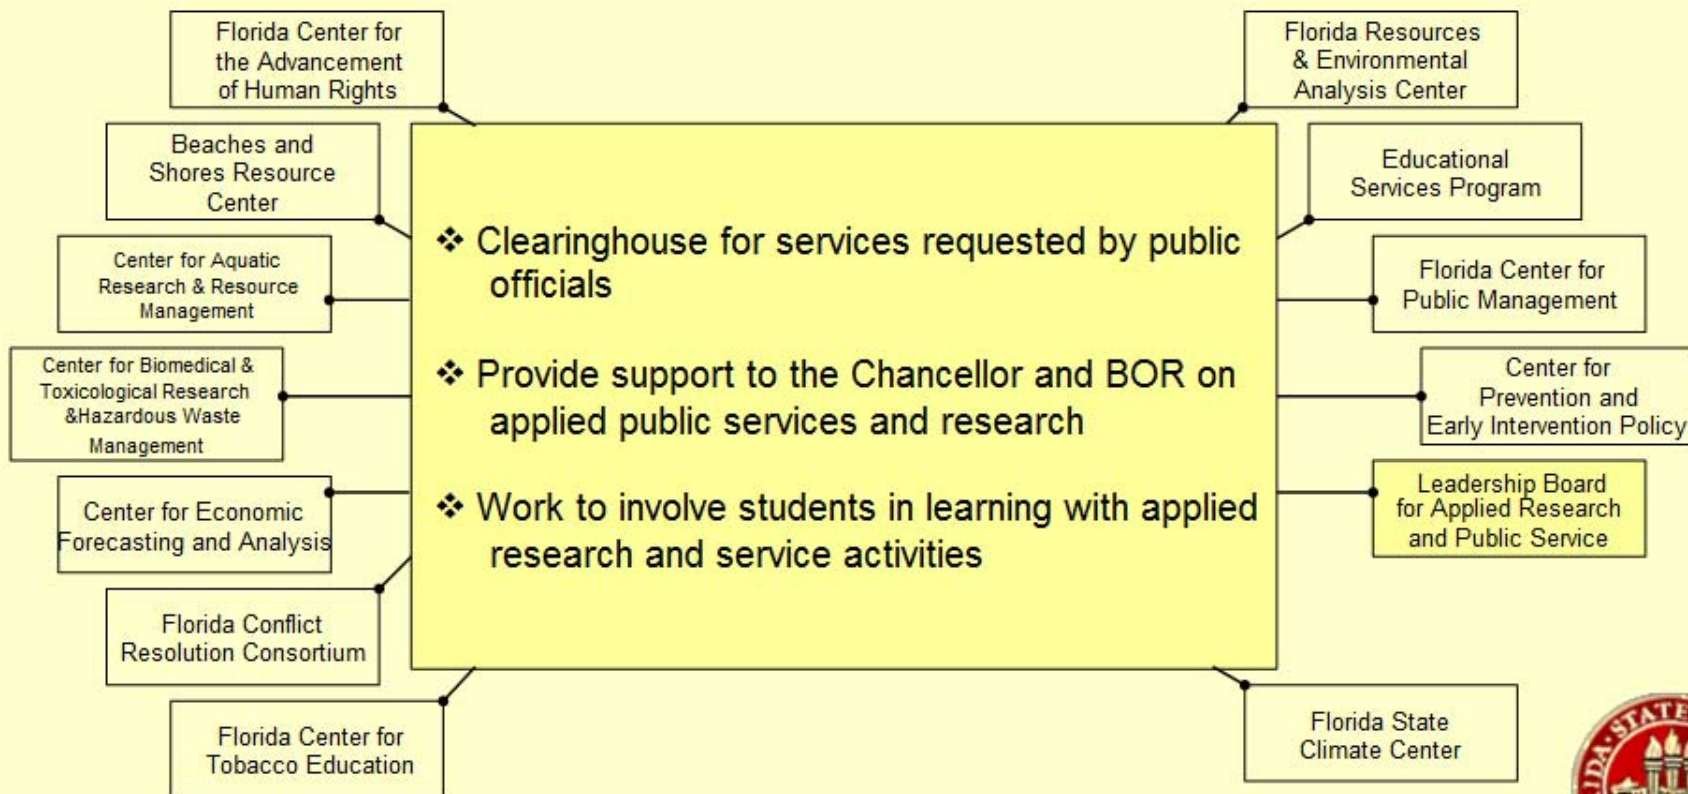 Florida Center for
the Advancement
of Human Rights
Beaches and
Shores Resource
Center
Center for Aquatic
Research & Resource
Management
Center for Biomedical &
Toxicological Research
&Hazardous Waste
Management
Center for Economic
Forecasting and Analysis
Florida Conflict
Resolution Consortium
Florida Center for
Tobacco Education
❖ Clearinghouse for services requested by public
officials
❖ Provide support to the Chancellor and BOR on
applied public services and research
❖ Work to involve students in learning with applied
research and service activities
Florida Resources
& Environmental
Analysis Center
Educational
Services Program
Florida Center for
Public Management
Center for
Prevention and
Early Intervention Policy
Leadership Board
for Applied Research
and Public Service
Florida State
Climate Center
STATE